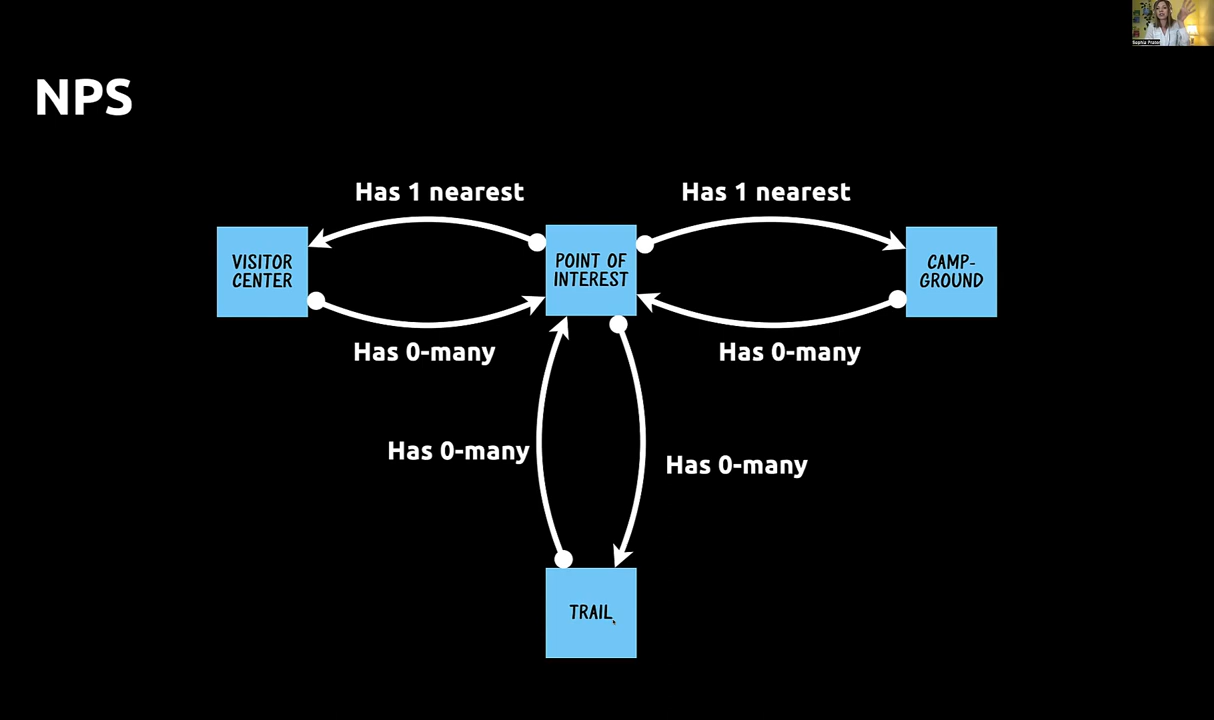 NPS
Has 1 nearest
Has 1 nearest
VISITOR
CENTER
POINT OF
INTEREST
CAMP-
GROUND
Has 0-many
Has 0-many
Has 0-many
Has 0-many
TRAIL